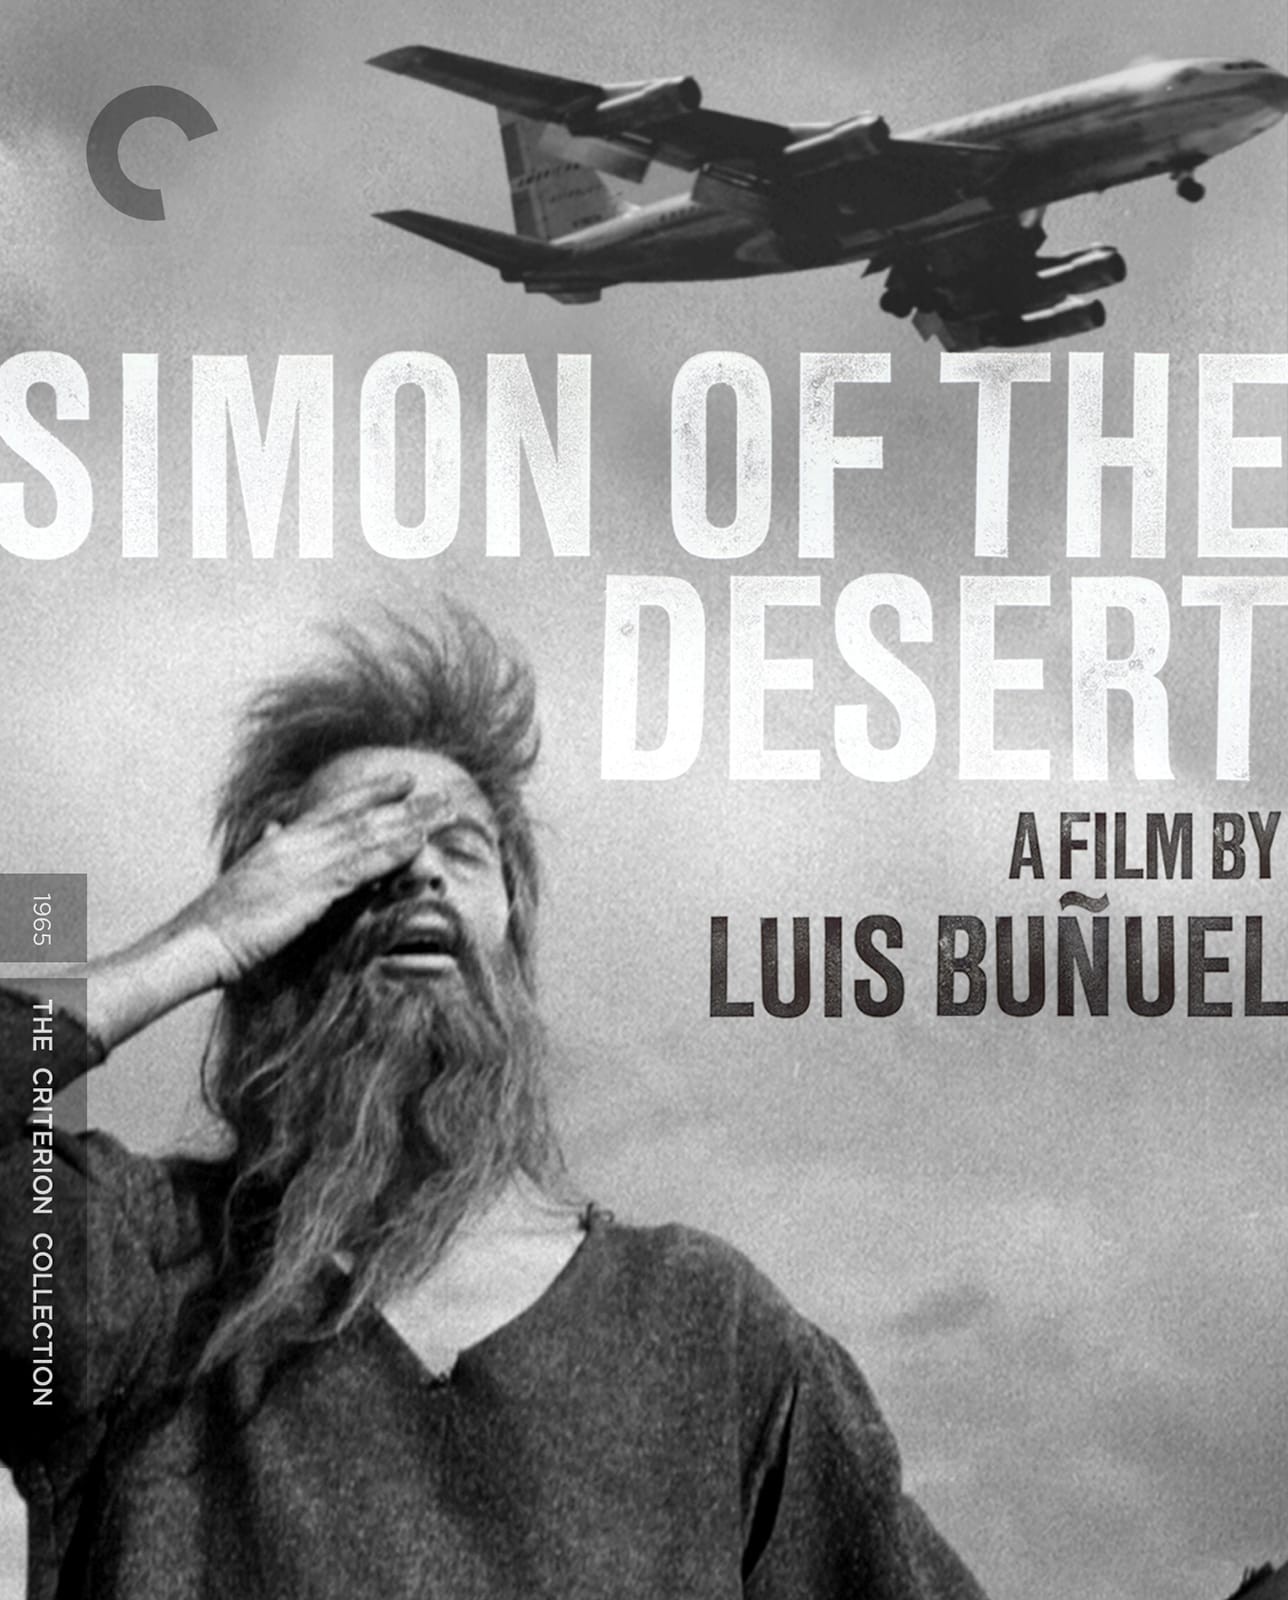 SIMON OF THE
DESERT
A FILM BY
LUIS BUÑUEL
1965
THE CRITERION COLLECTION